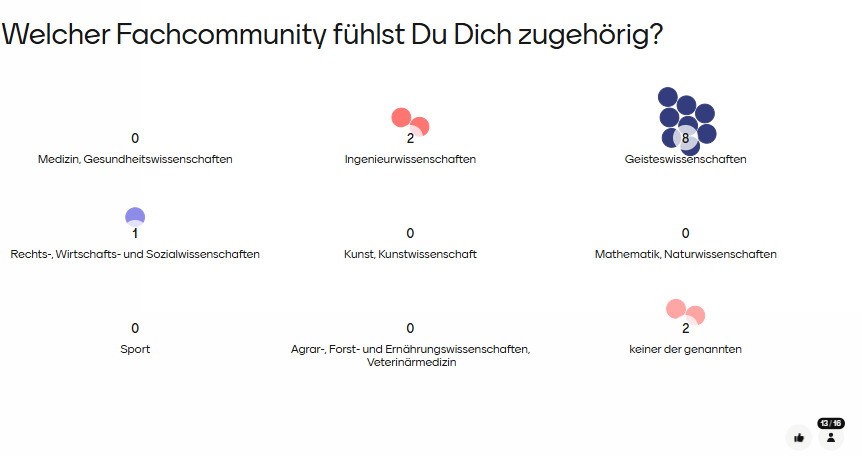 Welcher Fachcommunity fühlst Du Dich zugehörig?
0
Medizin, Gesundheitswissenschaften
2
Ingenieurwissenschaften
8
Geisteswissenschaften
1
Rechts-, Wirtschafts- und Sozialwissenschaften
0
Kunst, Kunstwissenschaft
0
Mathematik, Naturwissenschaften
0
Sport
0
Agrar-, Forst- und Ernährungswissenschaften,
Veterinärmedizin
2
keiner der genannten
13 / 16